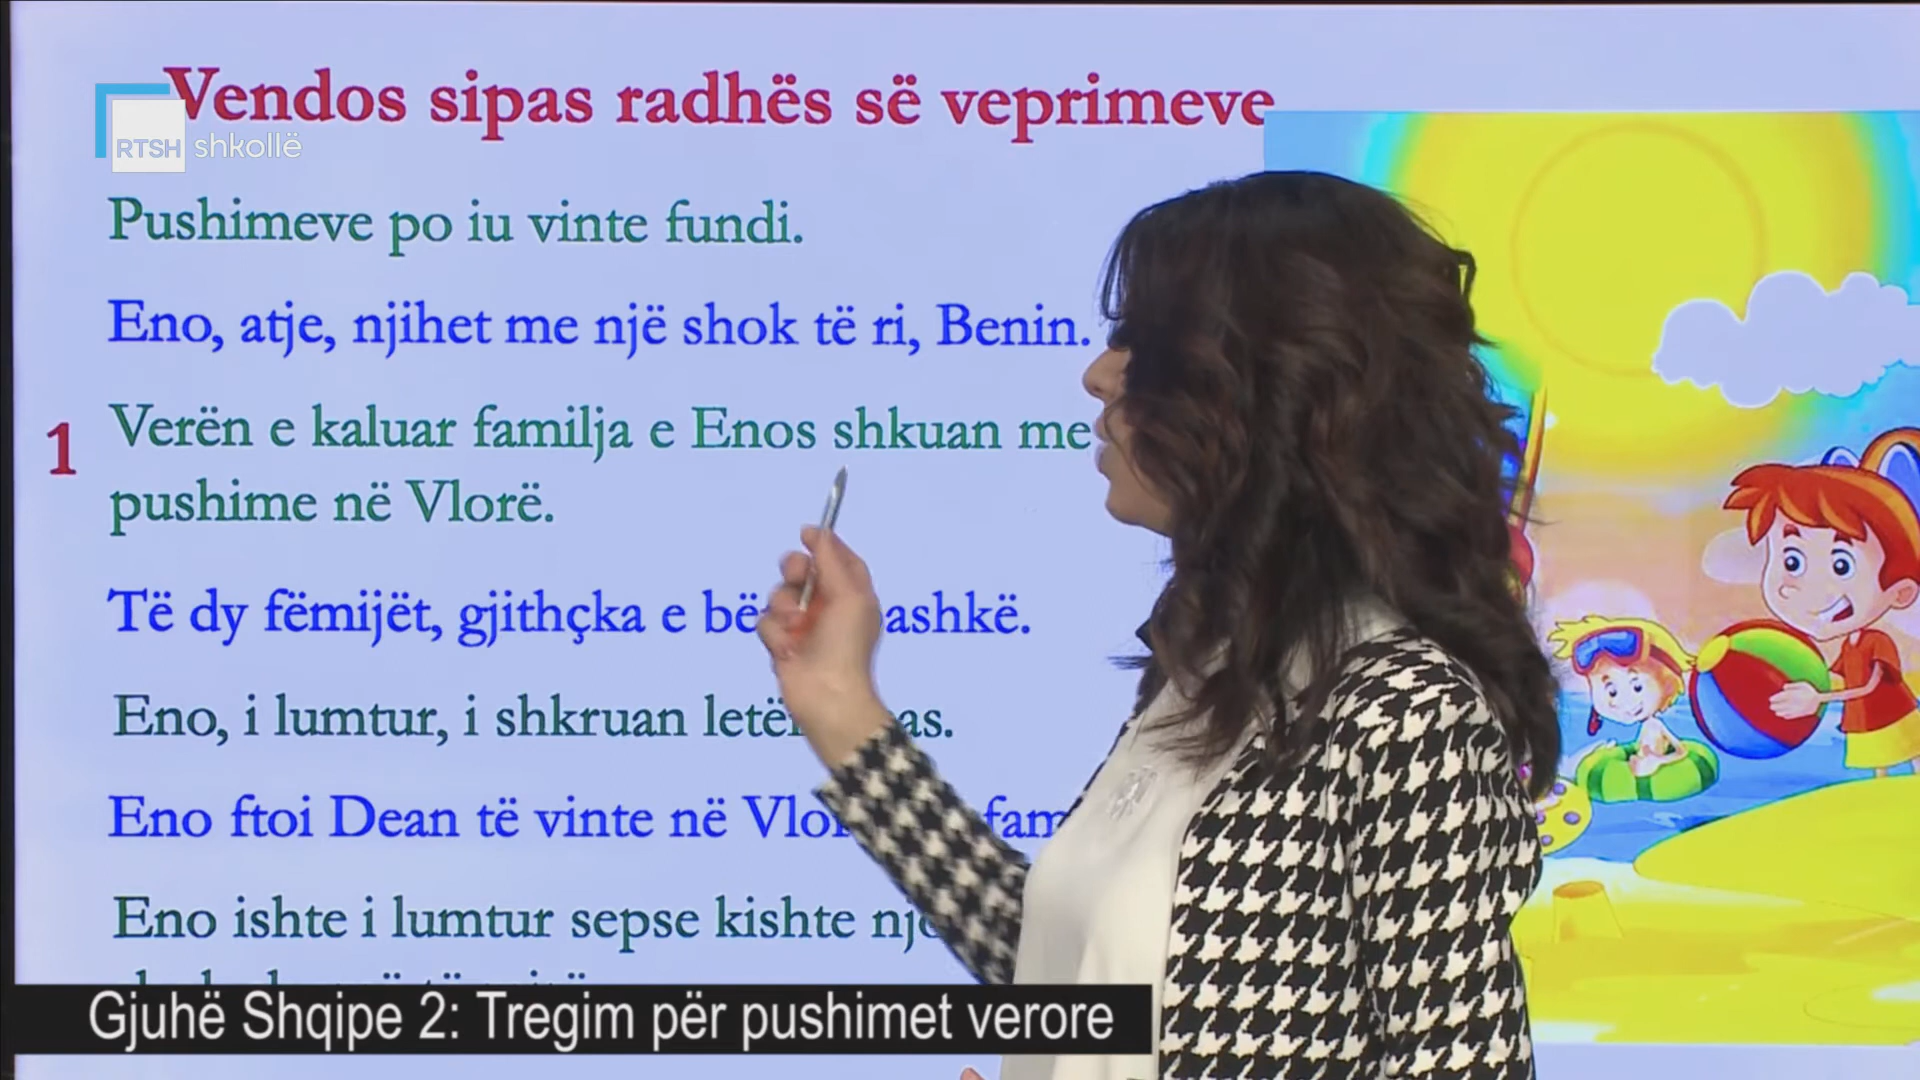 Vendos sipas radhës së veprimeve
RTSH shkollë
Pushimeve po iu vinte fundi.
Eno, atje, njihet me një shok të ri, Benin.
1
Verën e kaluar familja e Enos shkuan me
pushime në Vlorë.
Të dy fëmijët, gjithçka e
Eno, i lumtur, i shkruan
Eno ftoi Dean të vinte në
Eno ishte i lumtur sepse kishte
Gjuhë Shqipe 2: Tregim për pushimet verore